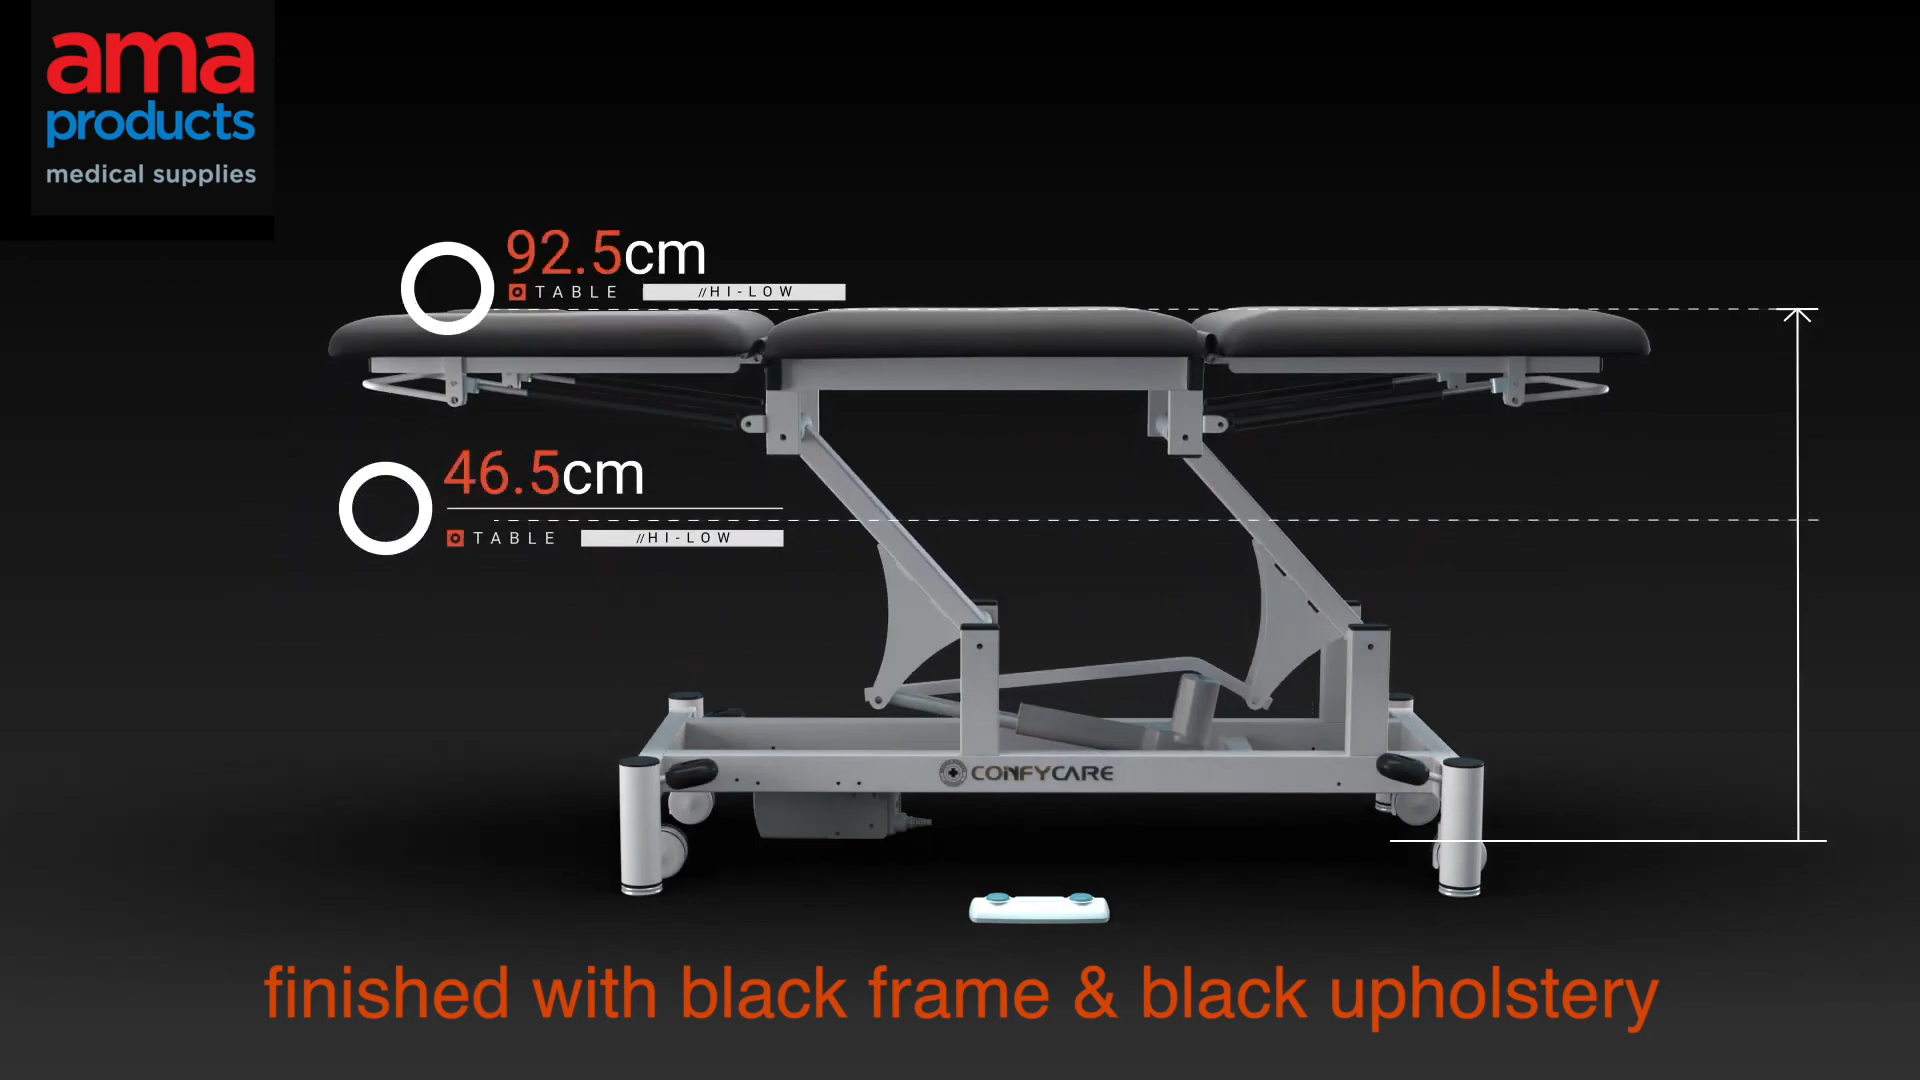 ama
products
medical supplies
92.5cm
TABLE //HI-LOW
46.5cm
TABLE //HI-LOW
CONFYCARE
finished with black frame & black upholstery